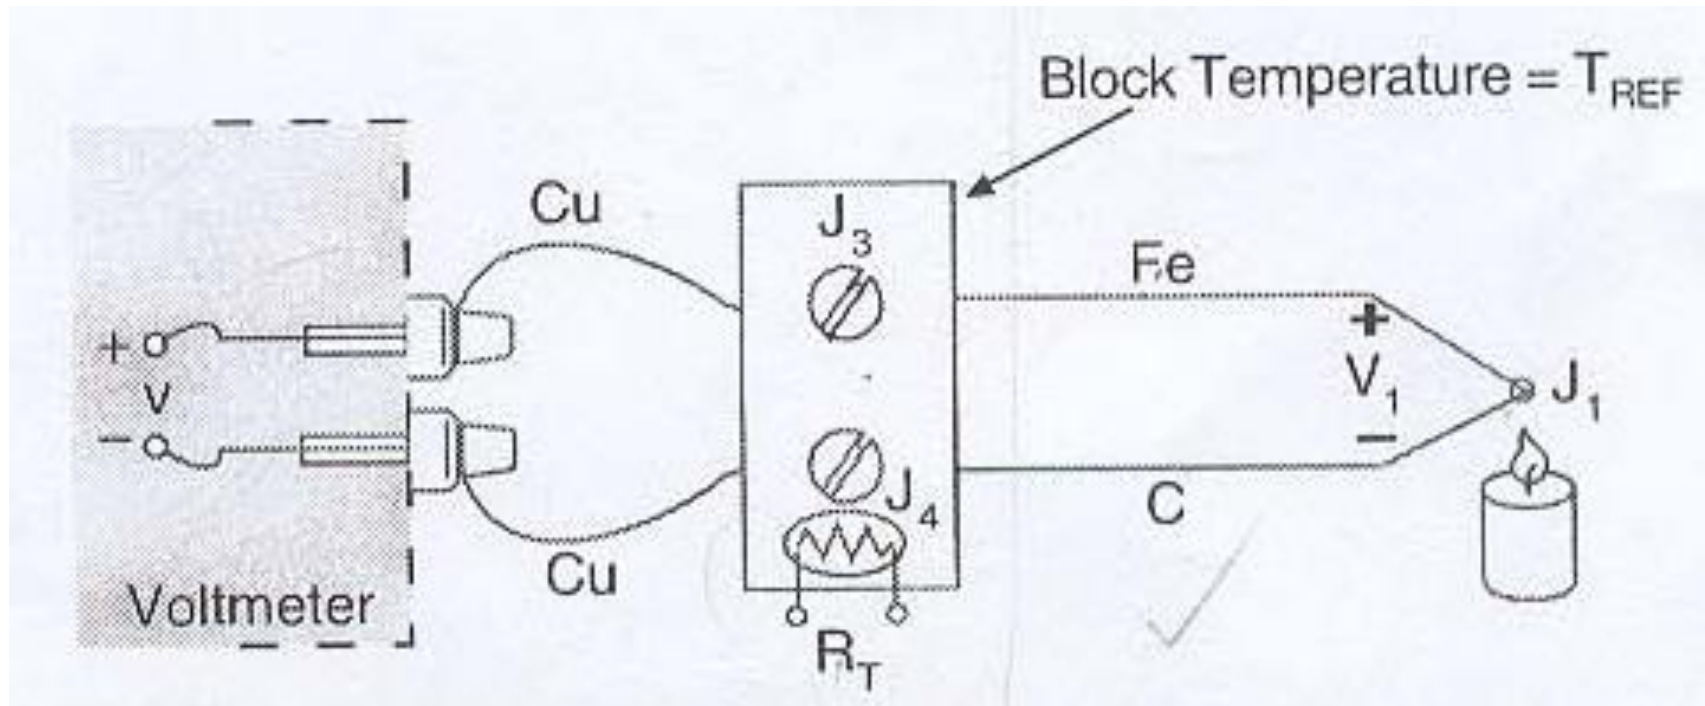 Block Temperature = T_REF
Cu
J_3
Fe
+
+
V
V_1
J_1
−
−
J_4
C
Cu
Voltmeter
R_T